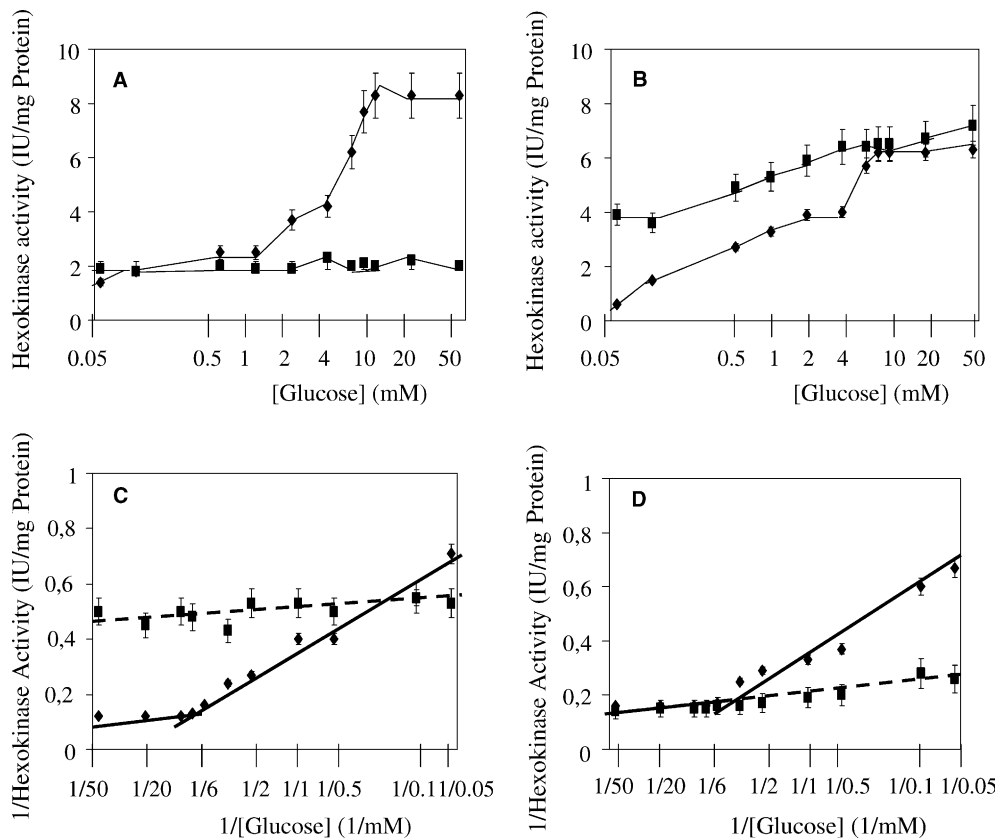 Hexokinase activity (IU/mg Protein)
A
10
8
6
4
2
0
0.05 0.5 1 2 4 10 20 50
[Glucose] (mM)
Hexokinase activity (IU/mg Protein)
B
10
8
6
4
2
0
0.05 0.5 1 2 4 10 20 50
[Glucose] (mM)
1/Hexokinase Activity (IU/mg Protein)
C
1
0,8
0,6
0,4
0,2
0
1/50 1/20 1/6 1/2 1/1 1/0.5 1/0.11/0.05
1/[Glucose] (1/mM)
1/Hexokinase Activity (IU/mg Protein)
D
1
0,8
0,6
0,4
0,2
0
1/50 1/20 1/6 1/2 1/1 1/0.5 1/0.1 1/0.05
1/[Glucose] (1/mM)